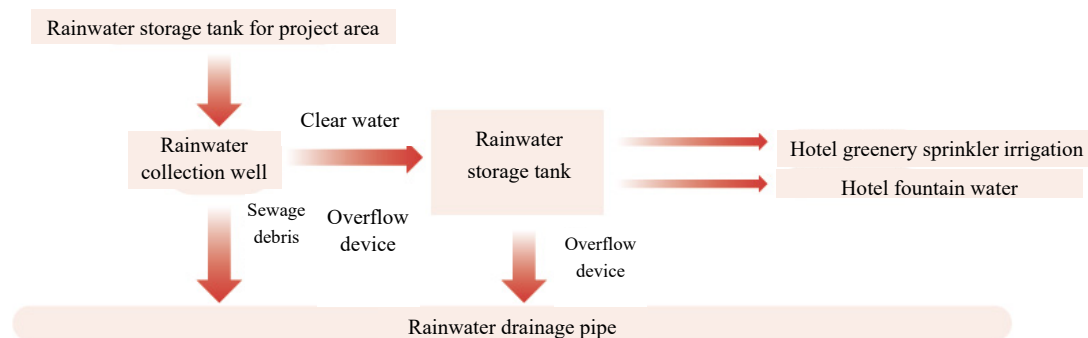 Rainwater storage tank for project area
Clear water
Rainwater
collection well
Rainwater
storage tank
Hotel greenery sprinkler irrigation
Hotel fountain water
Sewage
debris
Overflow
device
Overflow
device
Rainwater drainage pipe